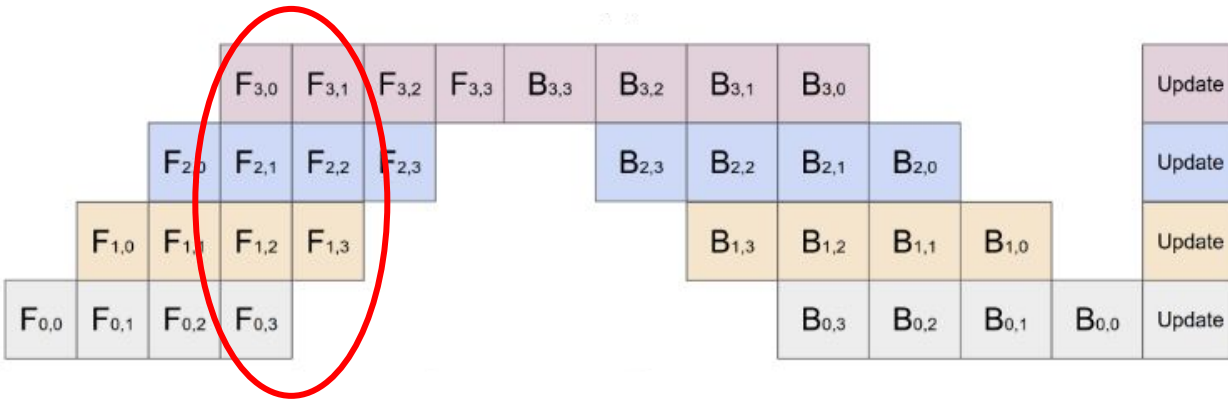 F3,0 F3,1 F3,2 F3,3 B3,3 B3,2 B3,1 B3,0 Update
F2,0 F2,1 F2,2 F2,3 B2,3 B2,2 B2,1 B2,0 Update
F1,0 F1,1 F1,2 F1,3 B1,3 B1,2 B1,1 B1,0 Update
F0,0 F0,1 F0,2 F0,3 B0,3 B0,2 B0,1 B0,0 Update